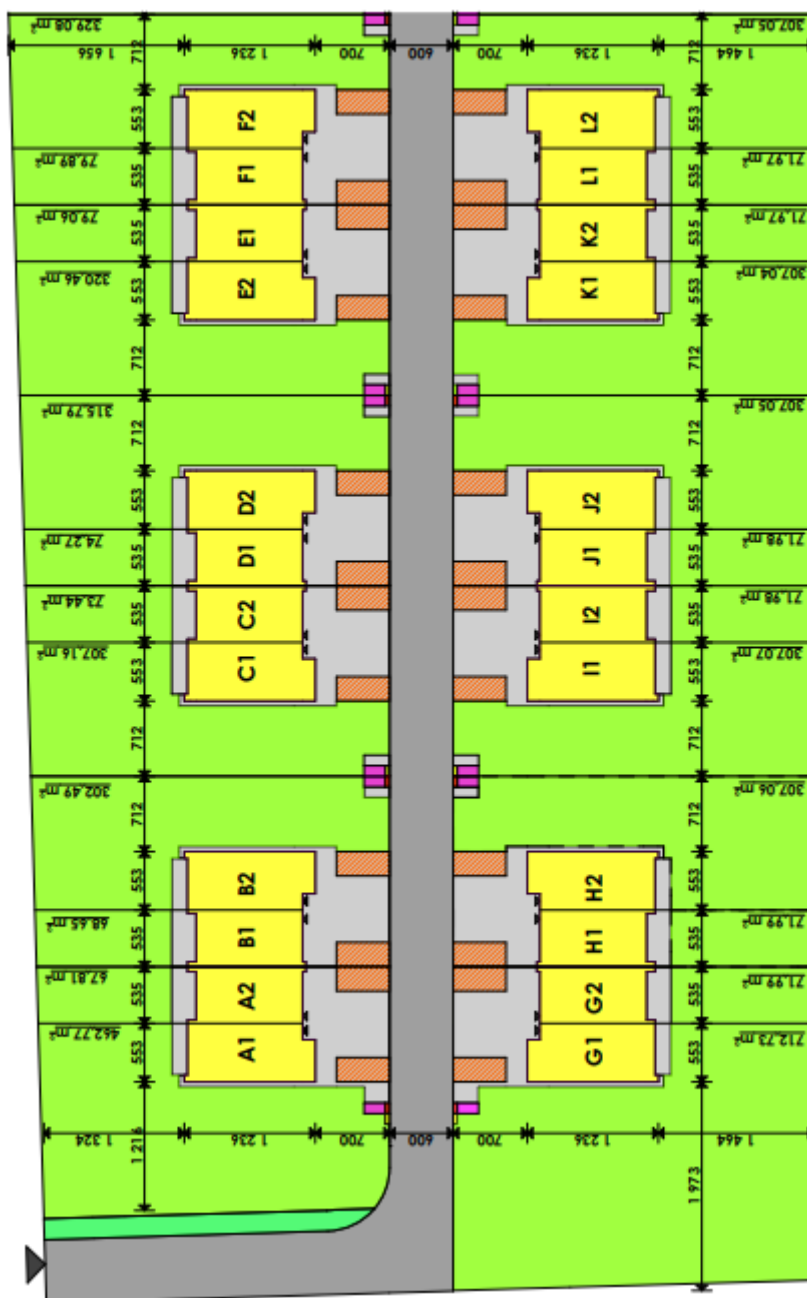 329.08 m²
307.05 m²
1 656
1 236
700
600
700
1 236
1 464
712
712
553
F2
L2
553
79.89 m²
71.97 m²
535
F1
L1
535
79.06 m²
71.97 m²
535
E1
K2
535
320.46 m²
307.04 m²
553
E2
K1
553
712
712
315.79 m²
307.05 m²
712
712
553
D2
J2
553
74.27 m²
71.98 m²
535
D1
J1
535
73.44 m²
71.98 m²
535
C2
I2
535
307.16 m²
307.07 m²
553
C1
I1
553
712
712
302.49 m²
307.06 m²
712
712
553
B2
H2
553
68.65 m²
71.99 m²
535
B1
H1
535
67.81 m²
71.99 m²
535
A2
G2
535
462.77 m²
712.73 m²
553
A1
G1
553
1 324
1 236
700
600
700
1 236
1 464
1 216
1 973